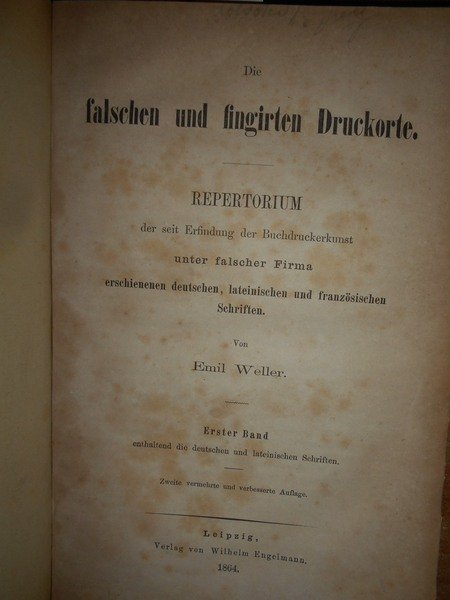 Die
falschen und fingirten Druckorte.
REPERTORIUM
der seit Erfindung der Buchdruckerkunst
unter falscher Firma
erschienenen deutschen, lateinischen und französischen
Schriften.
Von
Emil Weller.
Erster Band
enthaltend die deutschen und lateinischen Schriften.
Zweite vermehrte und verbesserte Auflage.
Leipzig,
Verlag von Wilhelm Engelmann.
1864.